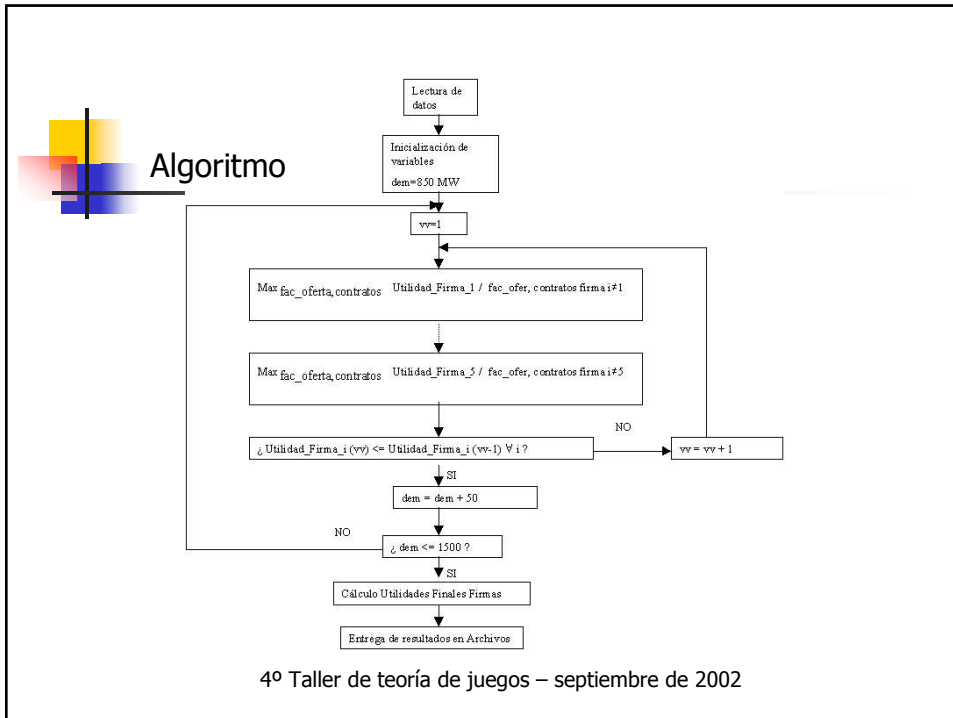 Algoritmo
Lectura de
datos
Inicialización de
variables
dem=850 MW
vv=1
Max fac_oferta,contratos Utilidad_Firma_1 / fac_ofer, contratos firma i≠1
Max fac_oferta,contratos Utilidad_Firma_5 / fac_ofer, contratos firma i≠5
¿ Utilidad_Firma_i (vv) <= Utilidad_Firma_i (vv-1) ∀ i ?
NO
vv = vv + 1
SI
dem = dem + 50
NO
¿ dem <= 1500 ?
SI
Cálculo Utilidades Finales Firmas
Entrega de resultados en Archivos
4º Taller de teoría de juegos – septiembre de 2002